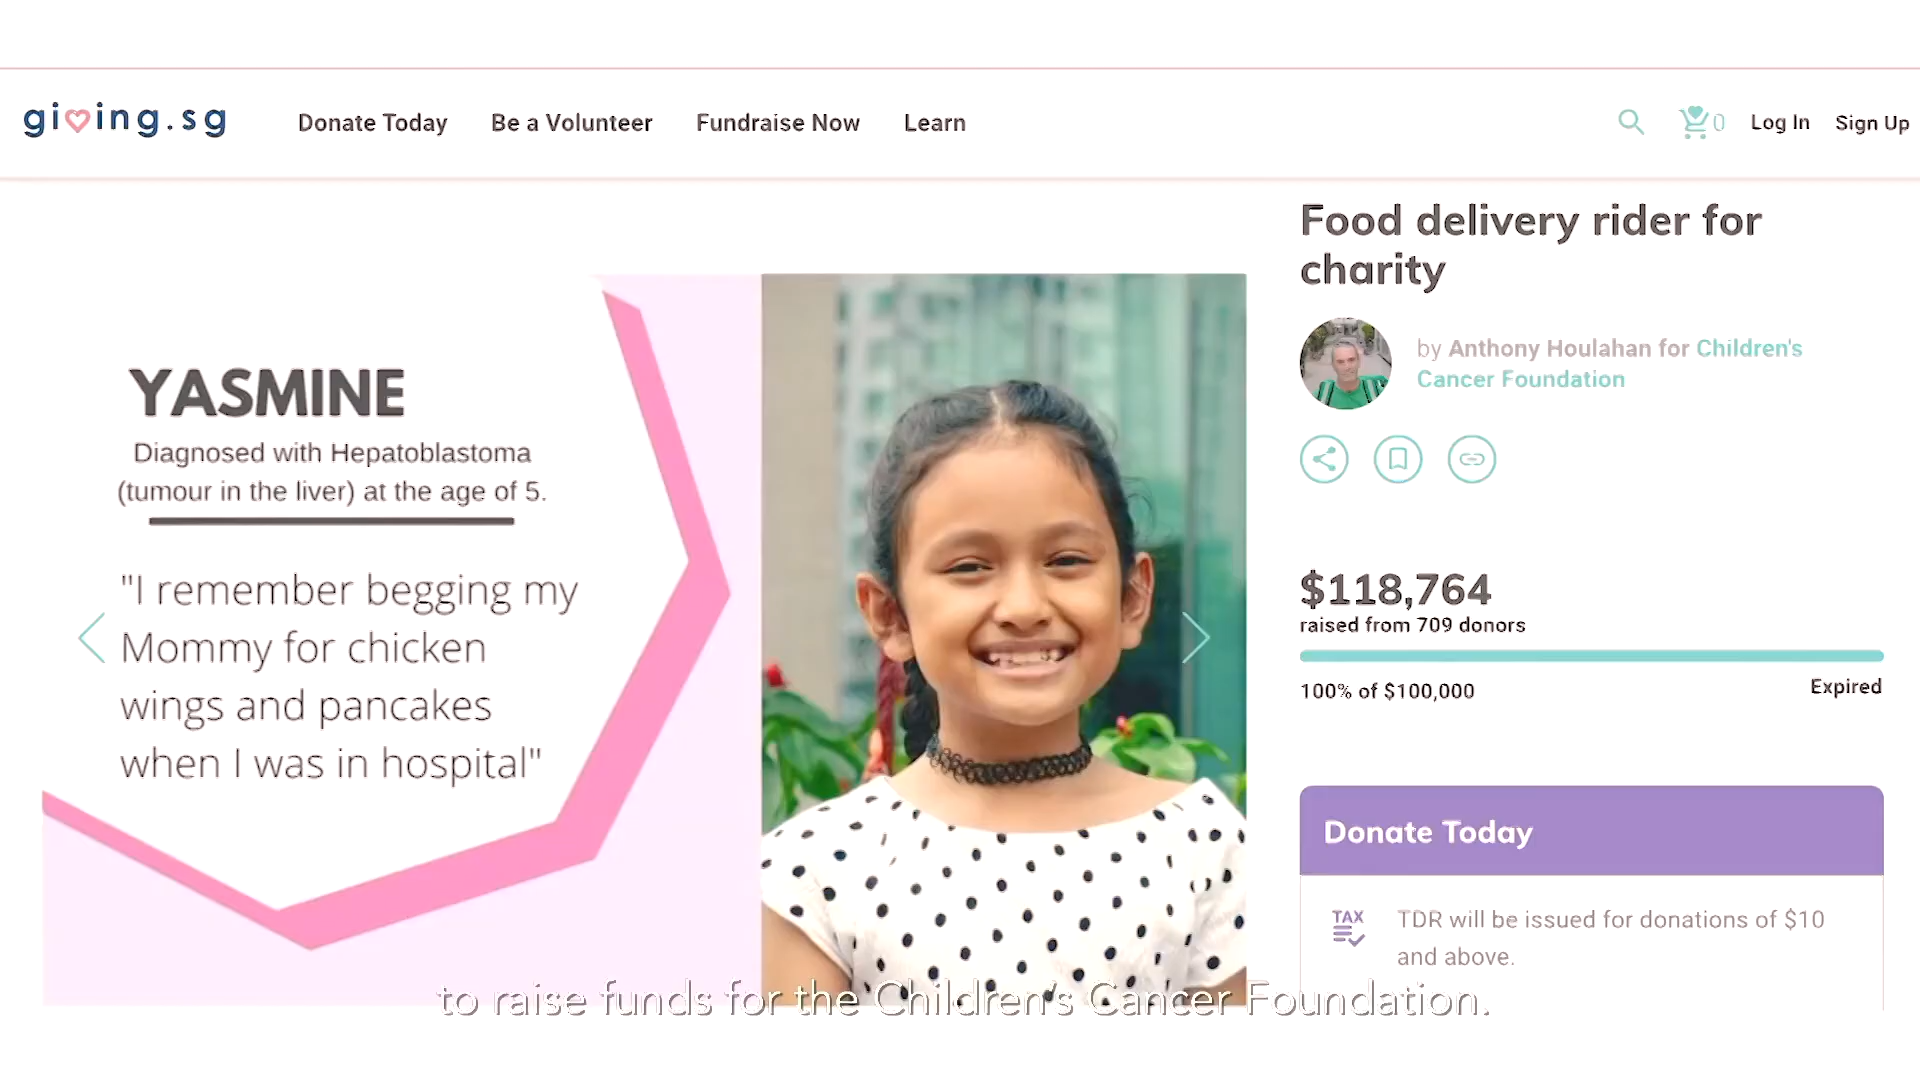 giving.sg
Donate Today
Be a Volunteer
Fundraise Now
Learn
0
Log In
Sign Up
YASMINE
Diagnosed with Hepatoblastoma
(tumour in the liver) at the age of 5.
"I remember begging my
Mommy for chicken
wings and pancakes
when I was in hospital"
Food delivery rider for
charity
by Anthony Houlahan for Children's
Cancer Foundation
$118,764
raised from 709 donors
100% of $100,000
Expired
Donate Today
TAX
TDR will be issued for donations of $10
and above.
to raise funds for the Children's Cancer Foundation.